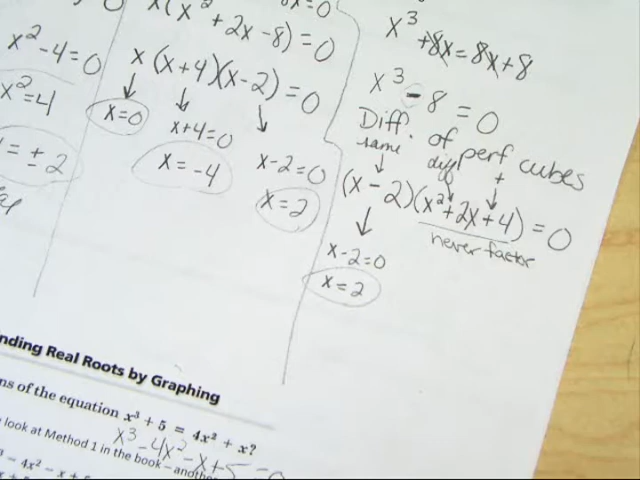 x² - 4 = 0
x² = 4
= ± 2
x(x² + 2x - 8) = 0
x(x+4)(x-2) = 0
x=0
x+4=0
x = -4
x-2=0
x=2
x³ + 8x = 8x + 8
x³ - 8 = 0
Diff. of perf cubes
same diff +
(x - 2)(x² + 2x + 4) = 0
never factor
x-2=0
x=2
nding Real Roots by Graphing
ns of the equation x³ + 5 = 4x² + x?
x³ - 4x² - x + 5 = 0
look at Method 1 in the book – another
- 4x² - x +